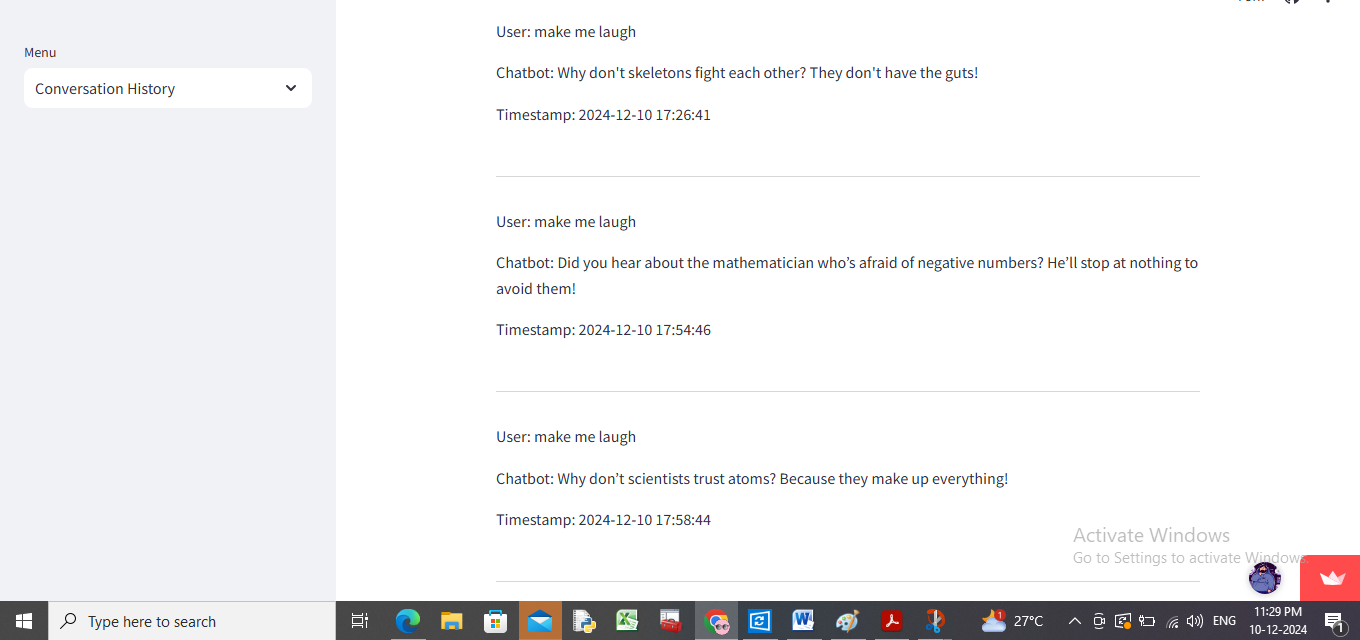 Menu
Conversation History
User: make me laugh
Chatbot: Why don't skeletons fight each other? They don't have the guts!
Timestamp: 2024-12-10 17:26:41
User: make me laugh
Chatbot: Did you hear about the mathematician who’s afraid of negative numbers? He’ll stop at nothing to
avoid them!
Timestamp: 2024-12-10 17:54:46
User: make me laugh
Chatbot: Why don’t scientists trust atoms? Because they make up everything!
Timestamp: 2024-12-10 17:58:44
Activate Windows
Go to Settings to activate Windows.
Type here to search
1
27°C
ENG
11:29 PM
10-12-2024
1